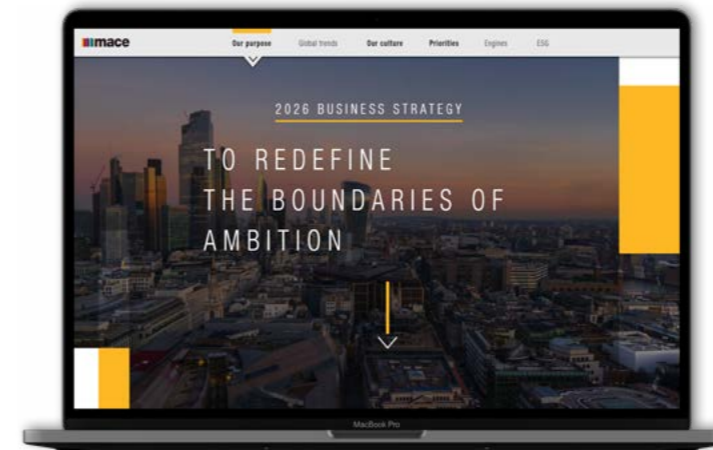 mace
Our purpose Global trends Our culture Priorities Engines ESG
2026 BUSINESS STRATEGY
TO REDEFINE
THE BOUNDARIES OF
AMBITION
MacBook Pro